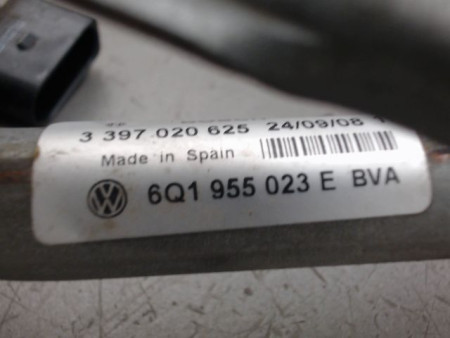 3 397 020 625 24/09/08
Made in Spain
6Q1 955 023 E BVA